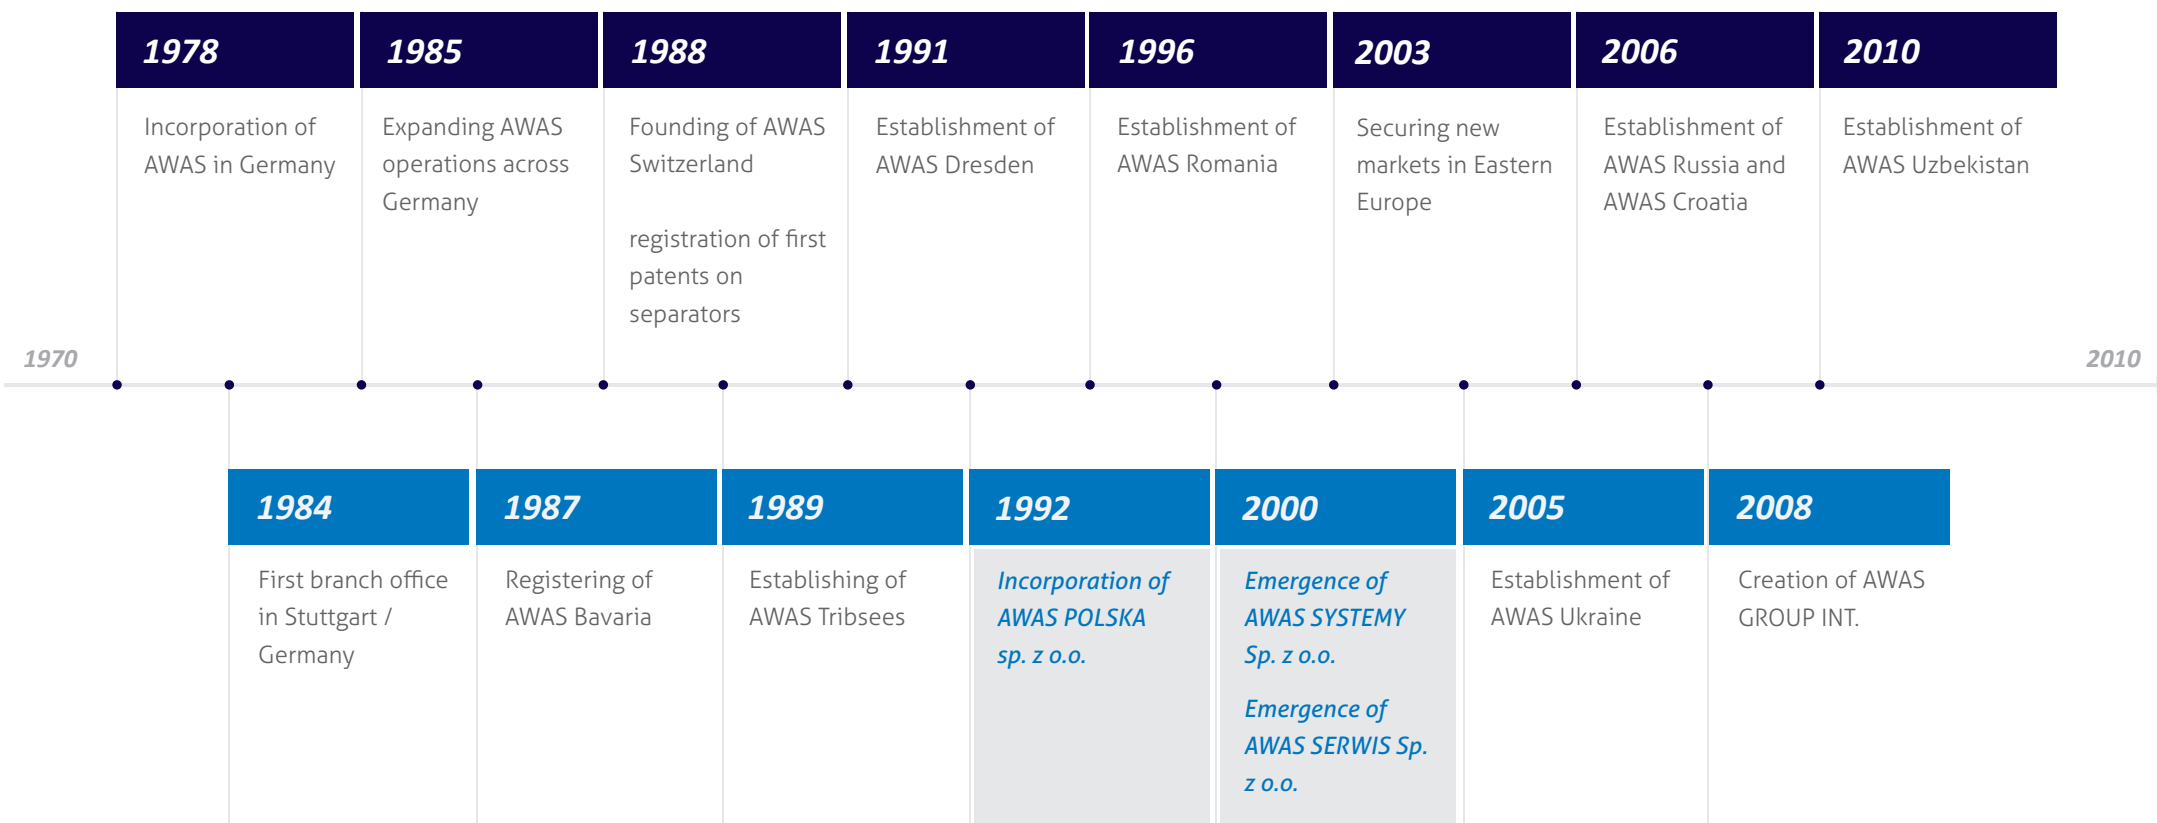 1978
Incorporation of
AWAS in Germany
1985
Expanding AWAS
operations across
Germany
1988
Founding of AWAS
Switzerland
registration of first
patents on
separators
1991
Establishment of
AWAS Dresden
1996
Establishment of
AWAS Romania
2003
Securing new
markets in Eastern
Europe
2006
Establishment of
AWAS Russia and
AWAS Croatia
2010
Establishment of
AWAS Uzbekistan
1970
2010
1984
First branch office
in Stuttgart /
Germany
1987
Registering of
AWAS Bavaria
1989
Establishing of
AWAS Tribsees
1992
Incorporation of
AWAS POLSKA
sp. z o.o.
2000
Emergence of
AWAS SYSTEMY
Sp. z o.o.
Emergence of
AWAS SERWIS Sp.
z o.o.
2005
Establishment of
AWAS Ukraine
2008
Creation of AWAS
GROUP INT.